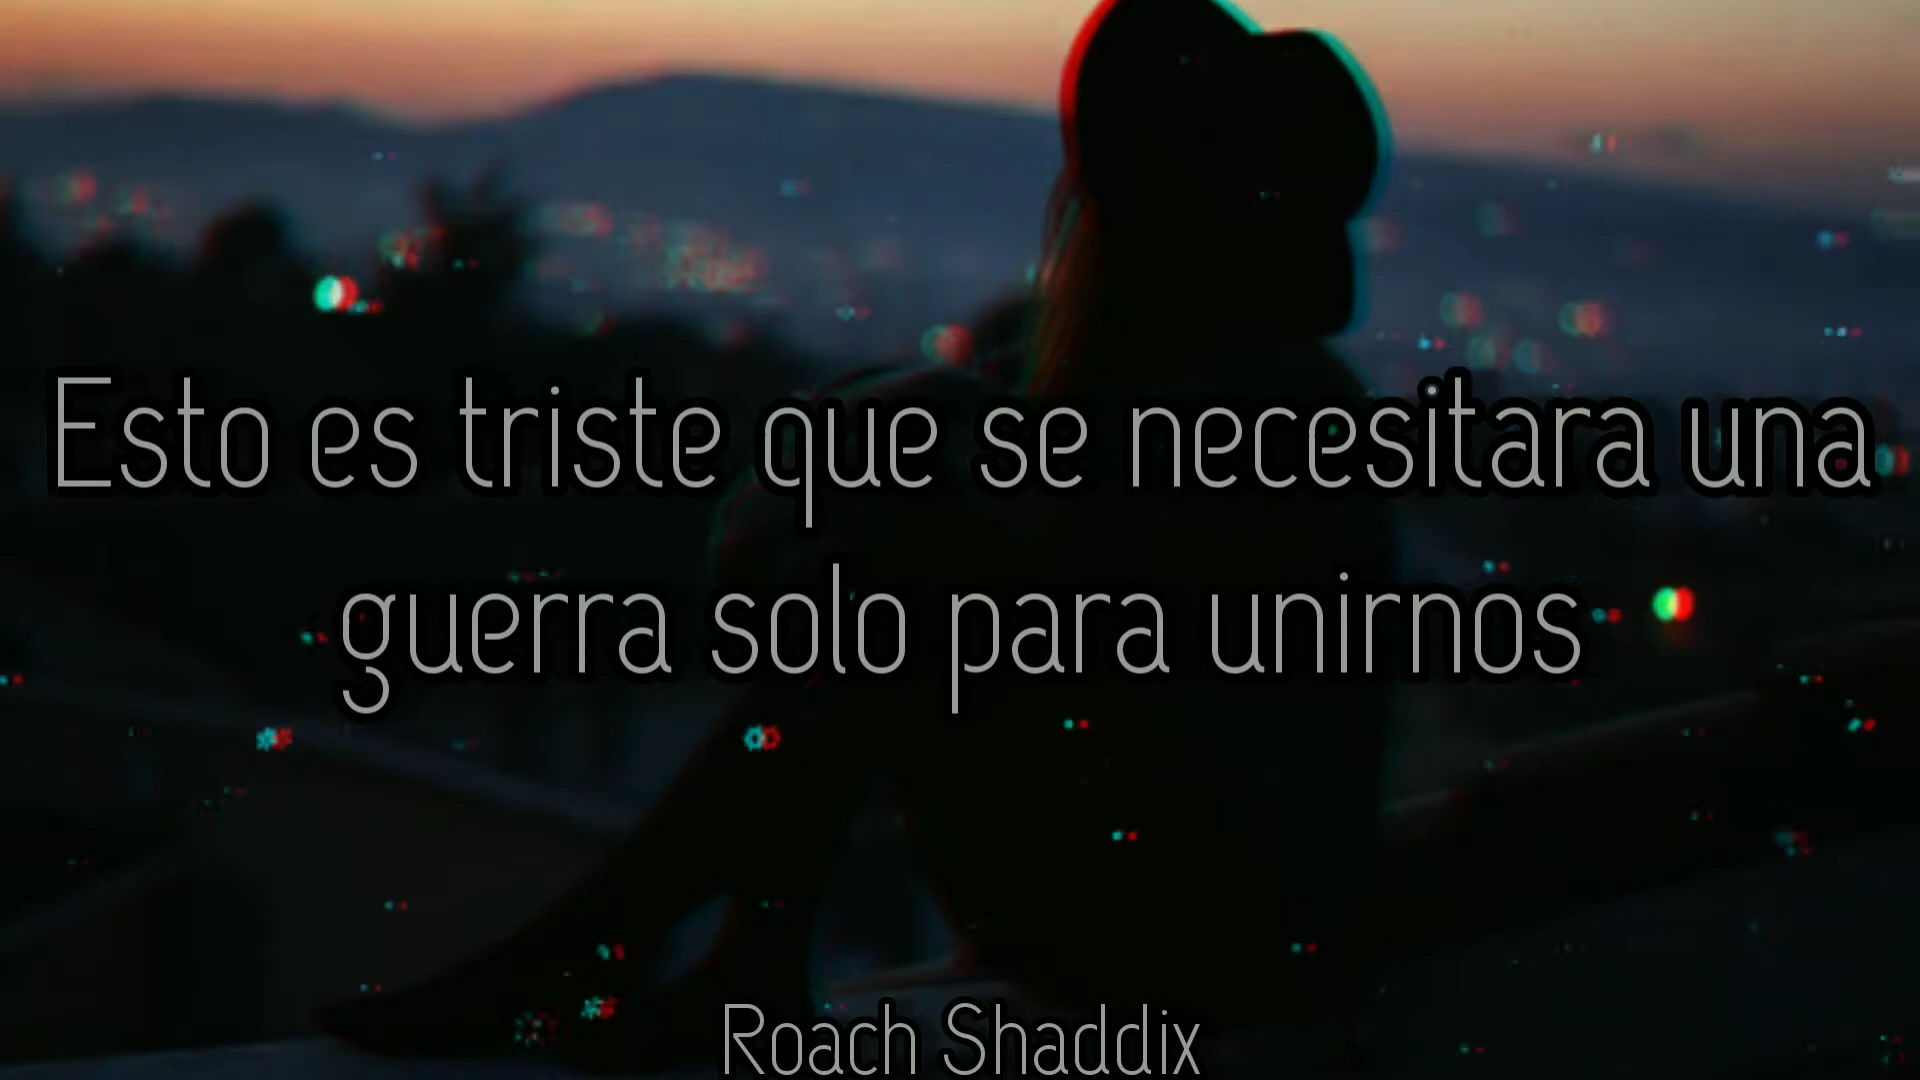 Esto es triste que se necesitara una
guerra solo para unirnos
Roach Shaddix